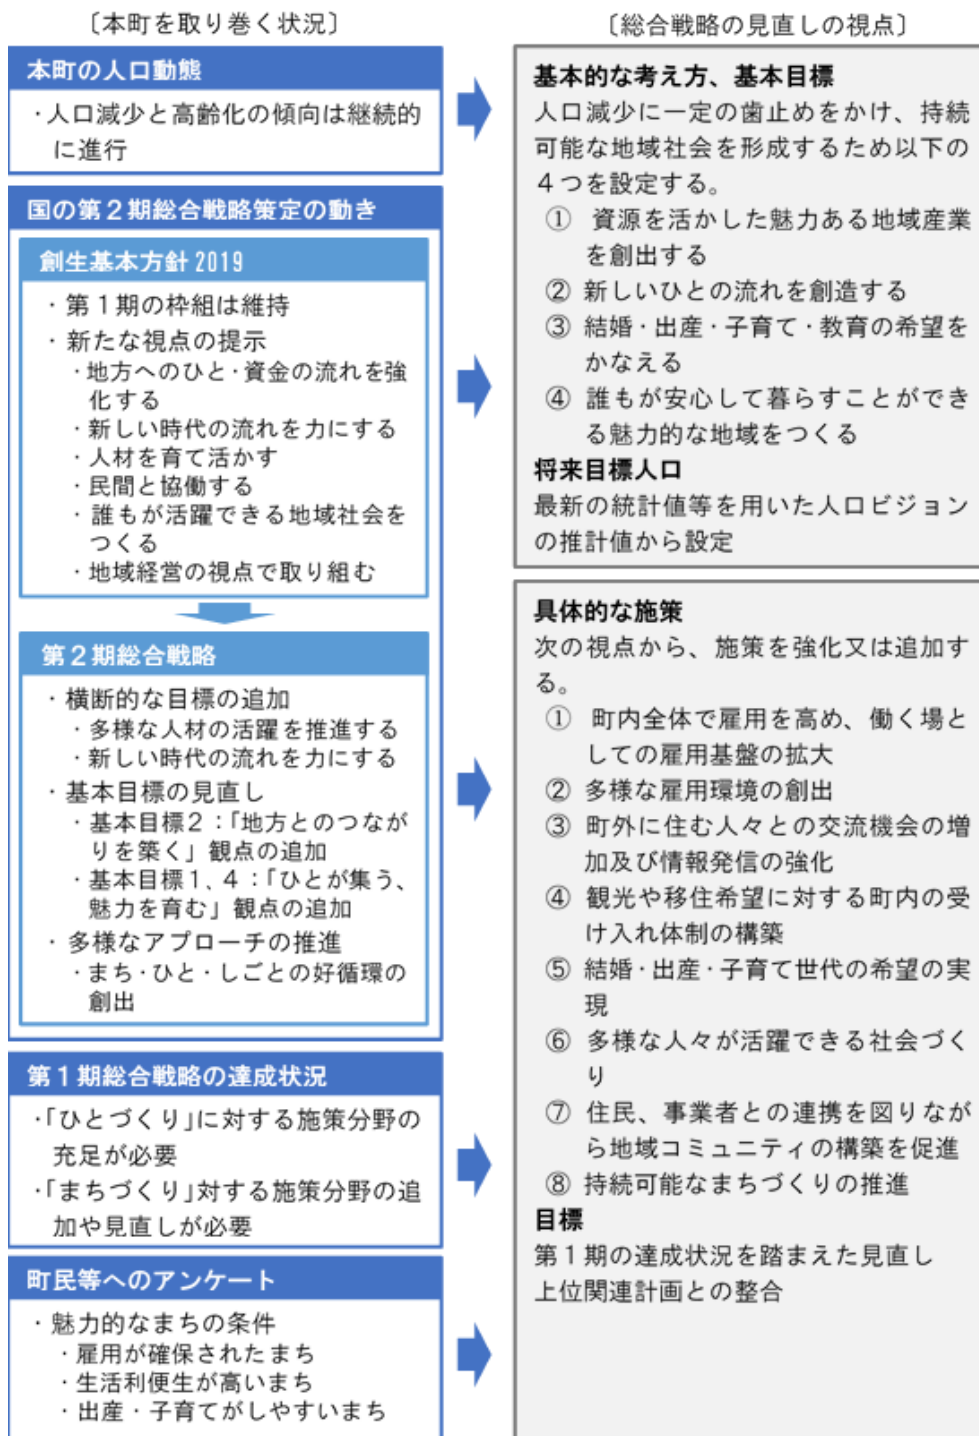 〔本町を取り巻く状況〕
本町の人口動態
・人口減少と高齢化の傾向は継続的
に進行
国の第２期総合戦略策定の動き
創生基本方針 2019
・第１期の枠組は維持
・新たな視点の提示
・地方へのひと・資金の流れを強
化する
・新しい時代の流れを力にする
・人材を育て活かす
・民間と協働する
・誰もが活躍できる地域社会を
つくる
・地域経営の視点で取り組む
第２期総合戦略
・横断的な目標の追加
・多様な人材の活躍を推進する
・新しい時代の流れを力にする
・基本目標の見直し
・基本目標２：「地方とのつなが
りを築く」観点の追加
・基本目標１、４：「ひとが集う、
魅力を育む」観点の追加
・多様なアプローチの推進
・まち・ひと・しごとの好循環の
創出
第１期総合戦略の達成状況
・「ひとづくり」に対する施策分野の
充足が必要
・「まちづくり」対する施策分野の追
加や見直しが必要
町民等へのアンケート
・魅力的なまちの条件
・雇用が確保されたまち
・生活利便生が高いまち
・出産・子育てがしやすいまち
〔総合戦略の見直しの視点〕
基本的な考え方、基本目標
人口減少に一定の歯止めをかけ、持続
可能な地域社会を形成するため以下の
４つを設定する。
① 資源を活かした魅力ある地域産業
を創出する
② 新しいひとの流れを創造する
③ 結婚・出産・子育て・教育の希望を
かなえる
④ 誰もが安心して暮らすことができ
る魅力的な地域をつくる
将来目標人口
最新の統計値等を用いた人口ビジョン
の推計値から設定
具体的な施策
次の視点から、施策を強化又は追加す
る。
① 町内全体で雇用を高め、働く場と
しての雇用基盤の拡大
② 多様な雇用環境の創出
③ 町外に住む人々との交流機会の増
加及び情報発信の強化
④ 観光や移住希望に対する町内の受
け入れ体制の構築
⑤ 結婚・出産・子育て世代の希望の実
現
⑥ 多様な人々が活躍できる社会づく
り
⑦ 住民、事業者との連携を図りなが
ら地域コミュニティの構築を促進
⑧ 持続可能なまちづくりの推進
目標
第１期の達成状況を踏まえた見直し
上位関連計画との整合